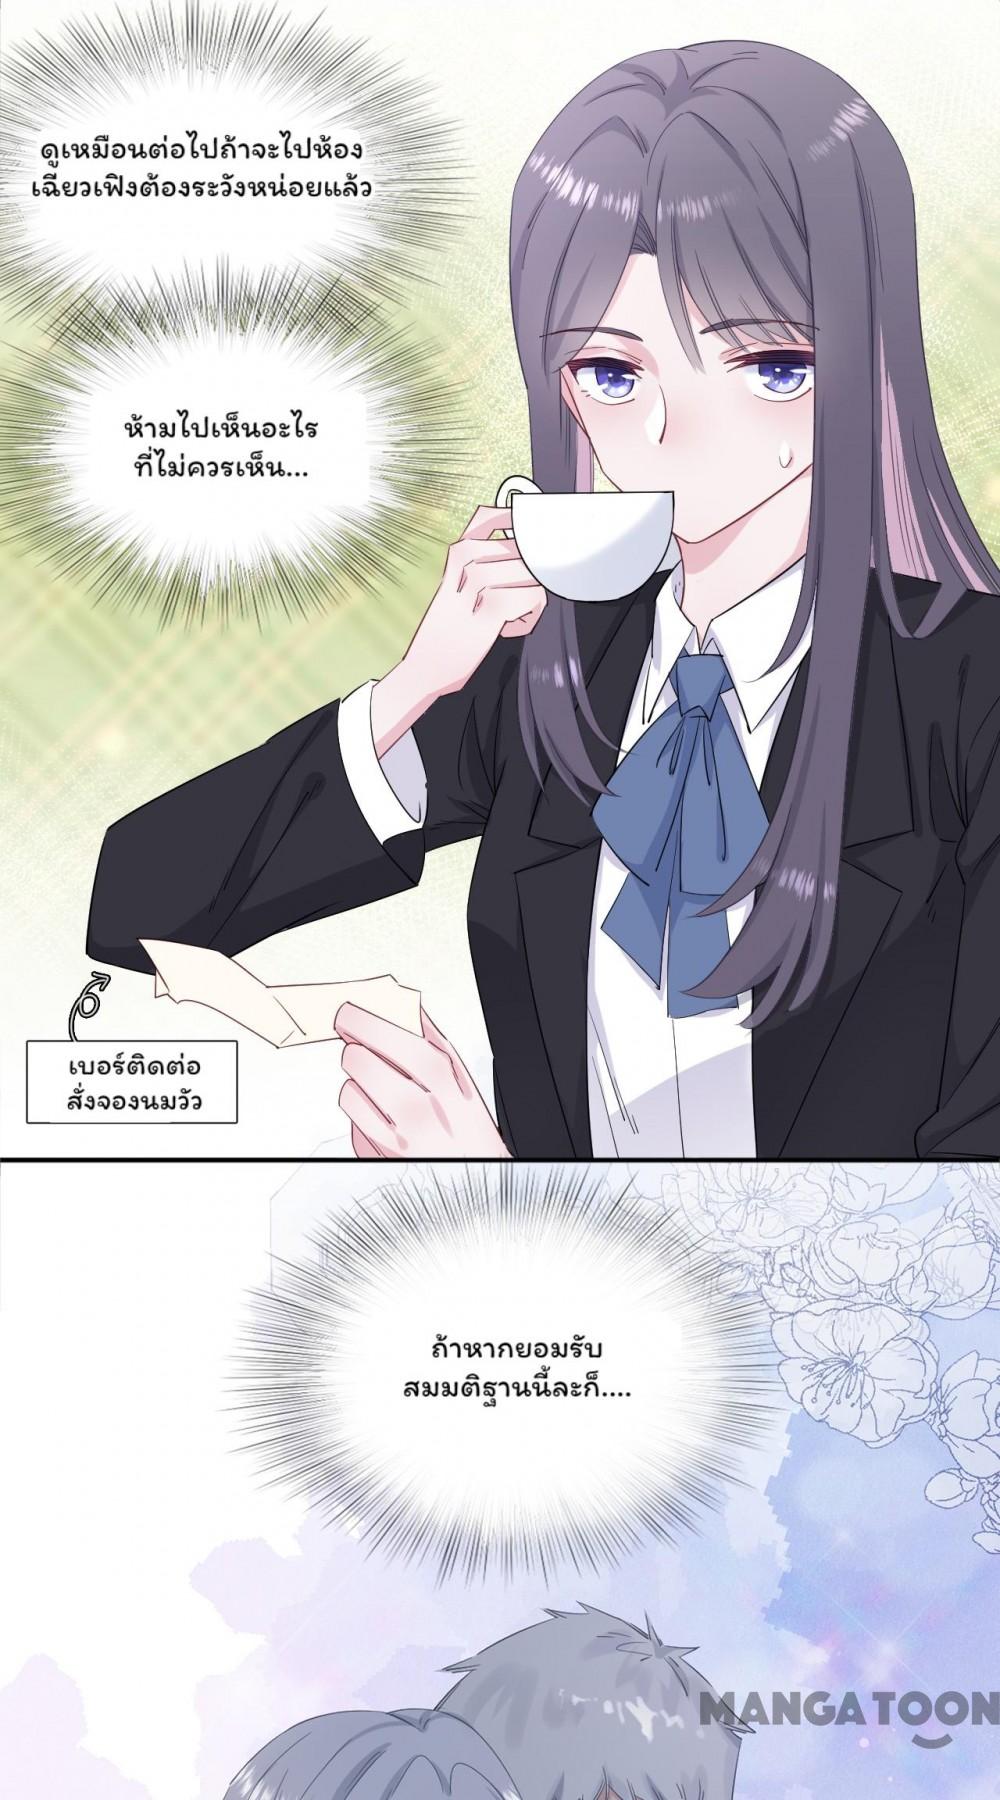 ดูเหมือนต่อไปถ้าจะไปห้อง
เฉียวเฟิงต้องระวังหน่อยแล้ว
ห้ามไปเห็นอะไร
ที่ไม่ควรเห็น...
เบอร์ติดต่อ
สั่งจองนมวัว
ถ้าหากยอมรับ
สมมติฐานนี้ละก็....
MANGATOON